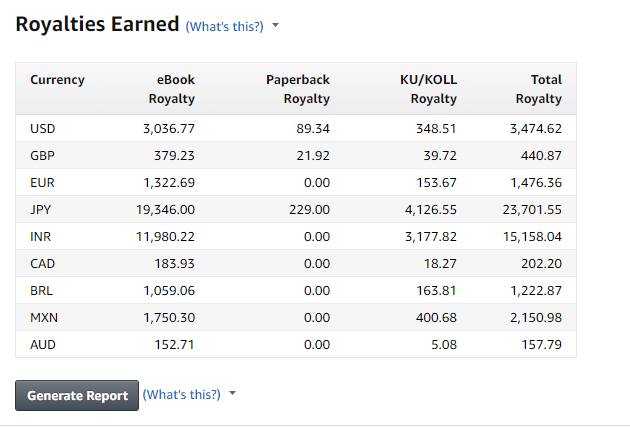 Royalties Earned (What's this?)
Currency eBook Royalty Paperback Royalty KU/KOLL Royalty Total Royalty
USD 3,036.77 89.34 348.51 3,474.62
GBP 379.23 21.92 39.72 440.87
EUR 1,322.69 0.00 153.67 1,476.36
JPY 19,346.00 229.00 4,126.55 23,701.55
INR 11,980.22 0.00 3,177.82 15,158.04
CAD 183.93 0.00 18.27 202.20
BRL 1,059.06 0.00 163.81 1,222.87
MXN 1,750.30 0.00 400.68 2,150.98
AUD 152.71 0.00 5.08 157.79
Generate Report (What's this?)